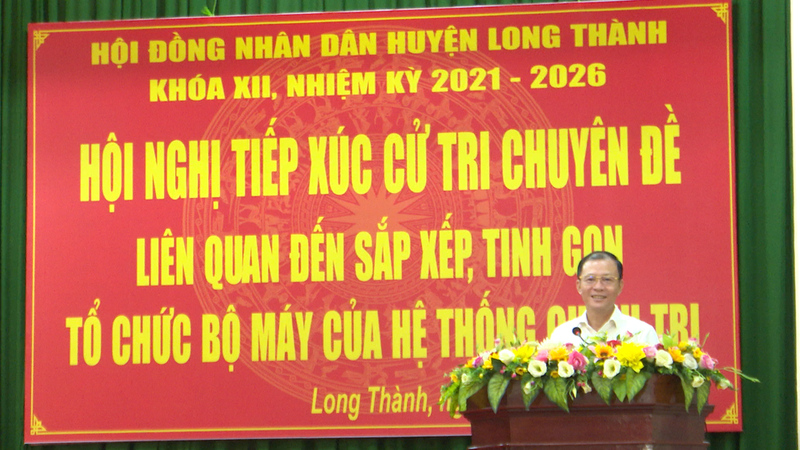 HỘI ĐỒNG NHÂN DÂN HUYỆN LONG THÀNH
KHÓA XII, NHIỆM KỲ 2021 - 2026
HỘI NGHỊ TIẾP XÚC CỬ TRI CHUYÊN ĐỀ
LIÊN QUAN ĐẾN SẮP XẾP, TINH GỌN
TỔ CHỨC BỘ MÁY CỦA HỆ THỐNG TRỊ
Long Thành,